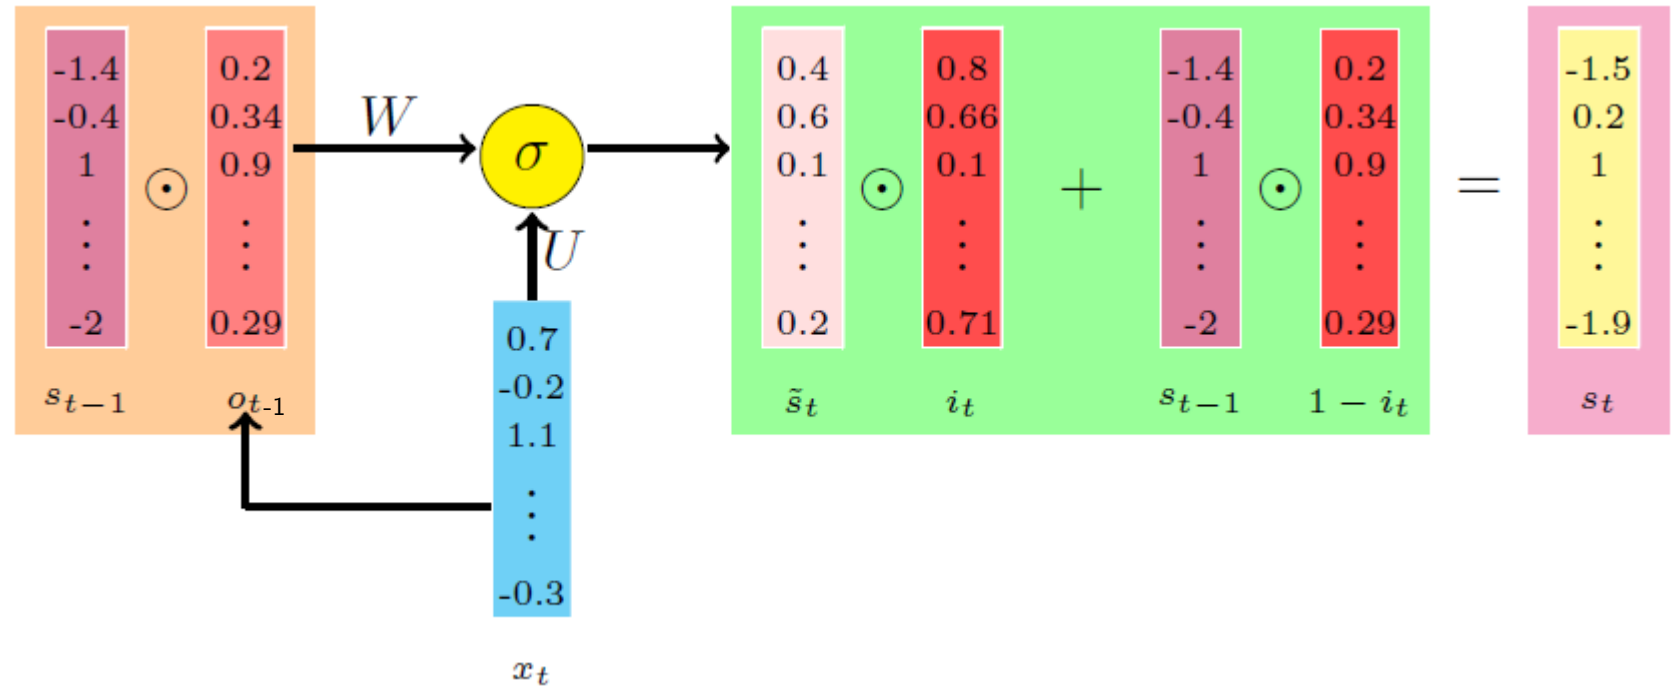 -1.4 0.2 0.4 0.8 -1.4 0.2 -1.5
-0.4 0.34 W 0.6 0.66 -0.4 0.34 0.2
1 ⊙ 0.9 σ 0.1 ⊙ 0.1 + 1 ⊙ 0.9 = 1
⋮ ⋮ U ⋮ ⋮ ⋮ ⋮ ⋮
-2 0.29 0.2 0.71 -2 0.29 -1.9
s_{t−1} o_{t-1} s̃_t i_t s_{t−1} 1 − i_t s_t
0.7
-0.2
1.1
⋮
-0.3
x_t